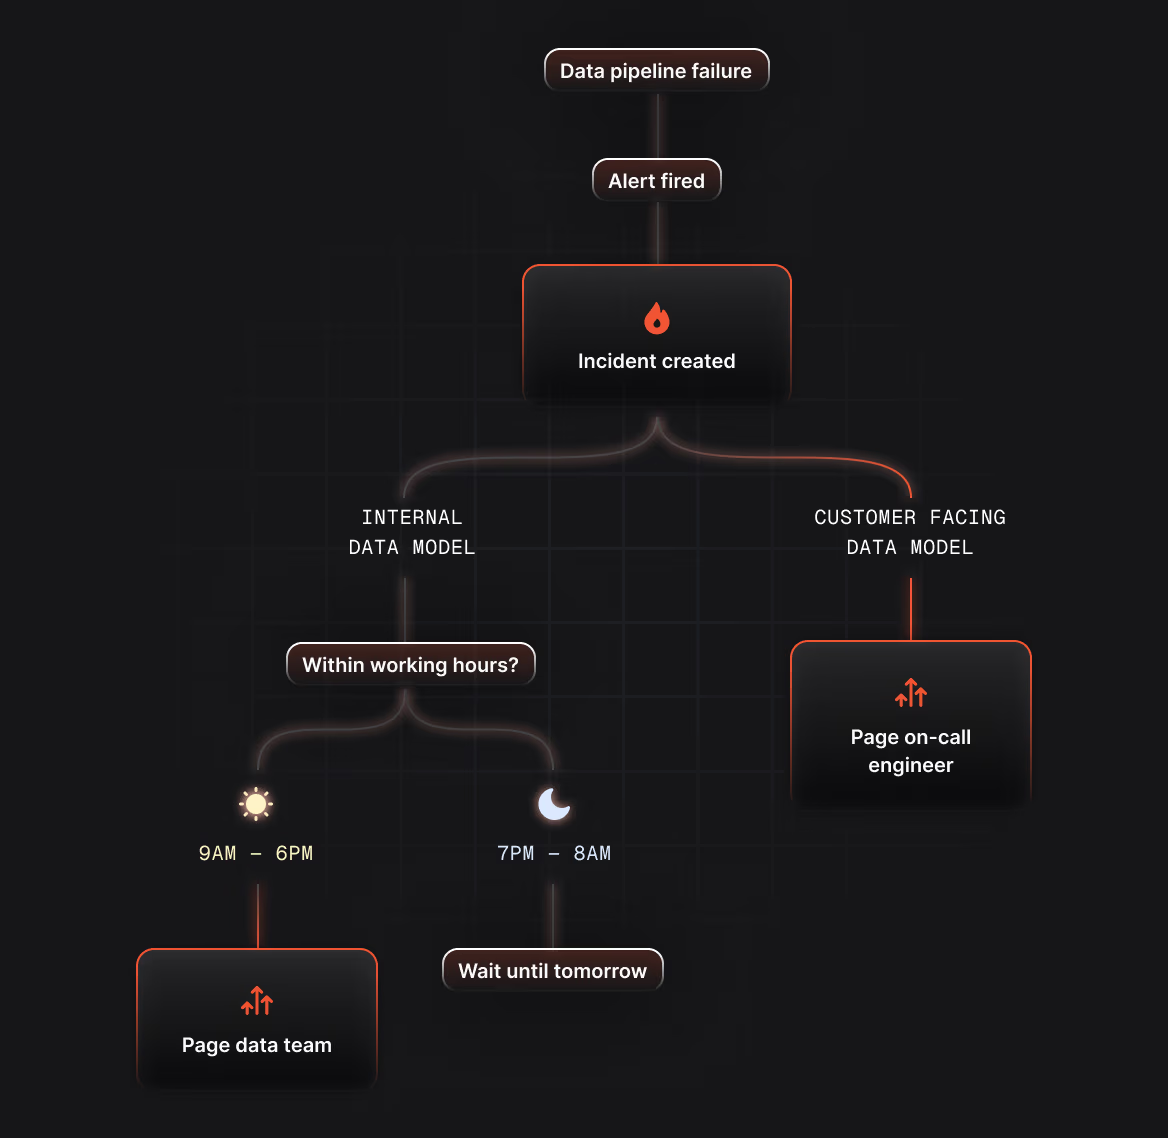 Data pipeline failure
Alert fired
Incident created
INTERNAL
DATA MODEL
CUSTOMER FACING
DATA MODEL
Within working hours?
Page on-call
engineer
9AM – 6PM
7PM – 8AM
Wait until tomorrow
Page data team